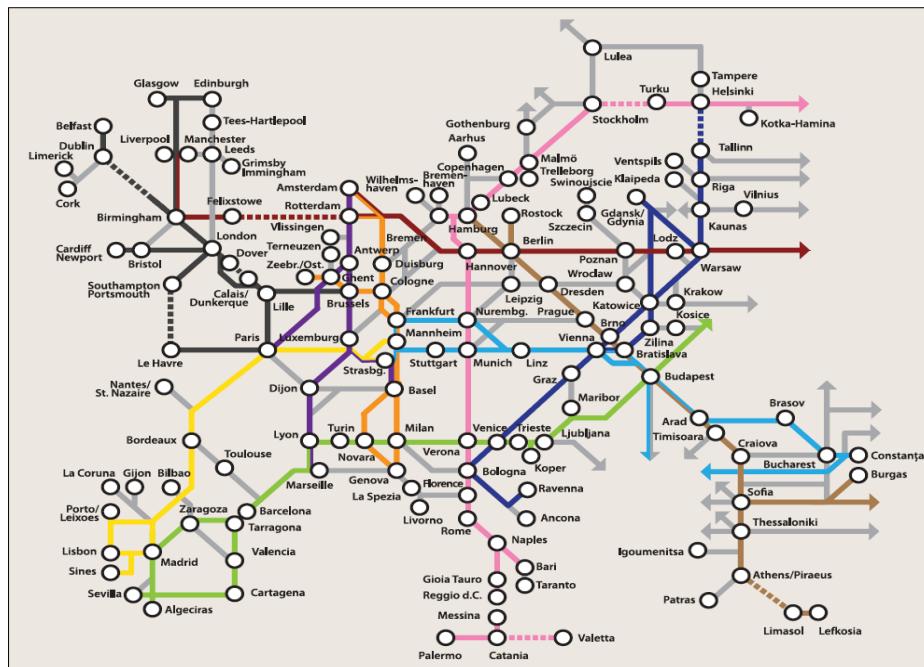 Lulea
Tampere
Glasgow
Edinburgh
Turku
Helsinki
Stockholm
Kotka-Hamina
Tees-Hartlepool
Belfast
Gothenburg
Dublin
Liverpool
Manchester
Aarhus
Tallinn
Limerick
Leeds
Copenhagen
Malmö
Ventspils
Grimsby
Immingham
Wilhelms-
haven
Bremen-
haven
Trelleborg
Klaipeda
Riga
Cork
Amsterdam
Swinoujscie
Vilnius
Felixstowe
Rotterdam
Lubeck
Rostock
Gdansk/
Gdynia
Birmingham
Vlissingen
Hamburg
Szczecin
Kaunas
London
Bremen
Berlin
Lodz
Cardiff
Newport
Bristol
Dover
Terneuzen
Antwerp
Duisburg
Hannover
Poznan
Warsaw
Zeebr./Ost.
Ghent
Cologne
Wroclaw
Southampton
Portsmouth
Calais/
Dunkerque
Lille
Brussels
Leipzig
Dresden
Katowice
Krakow
Frankfurt
Nurembg.
Prague
Kosice
Paris
Luxemburg
Mannheim
Brno
Zilina
Le Havre
Strasbg.
Stuttgart
Munich
Linz
Vienna
Bratislava
Nantes/
St. Nazaire
Dijon
Basel
Graz
Budapest
Maribor
Brasov
Bordeaux
Lyon
Turin
Milan
Venice
Trieste
Ljubljana
Arad
Timisoara
Craiova
Toulouse
Novara
Verona
Koper
Bucharest
Constanţa
La Coruna
Gijon
Bilbao
Marseille
Genova
Florence
Bologna
Burgas
La Spezia
Ravenna
Porto/
Leixoes
Zaragoza
Barcelona
Livorno
Sofia
Tarragona
Rome
Ancona
Thessaloniki
Lisbon
Madrid
Valencia
Naples
Igoumenitsa
Sines
Bari
Gioia Tauro
Taranto
Athens/Piraeus
Sevilla
Cartagena
Reggio d.C.
Patras
Algeciras
Messina
Limasol
Lefkosia
Palermo
Catania
Valetta